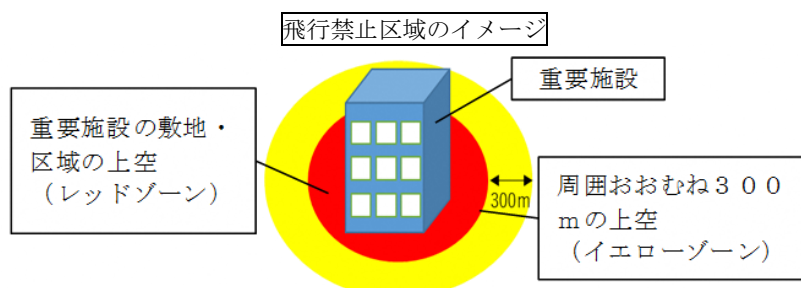 飛行禁止区域のイメージ
重要施設
重要施設の敷地・
区域の上空
（レッドゾーン）
300m
周囲おおむね３００
ｍの上空
（イエローゾーン）